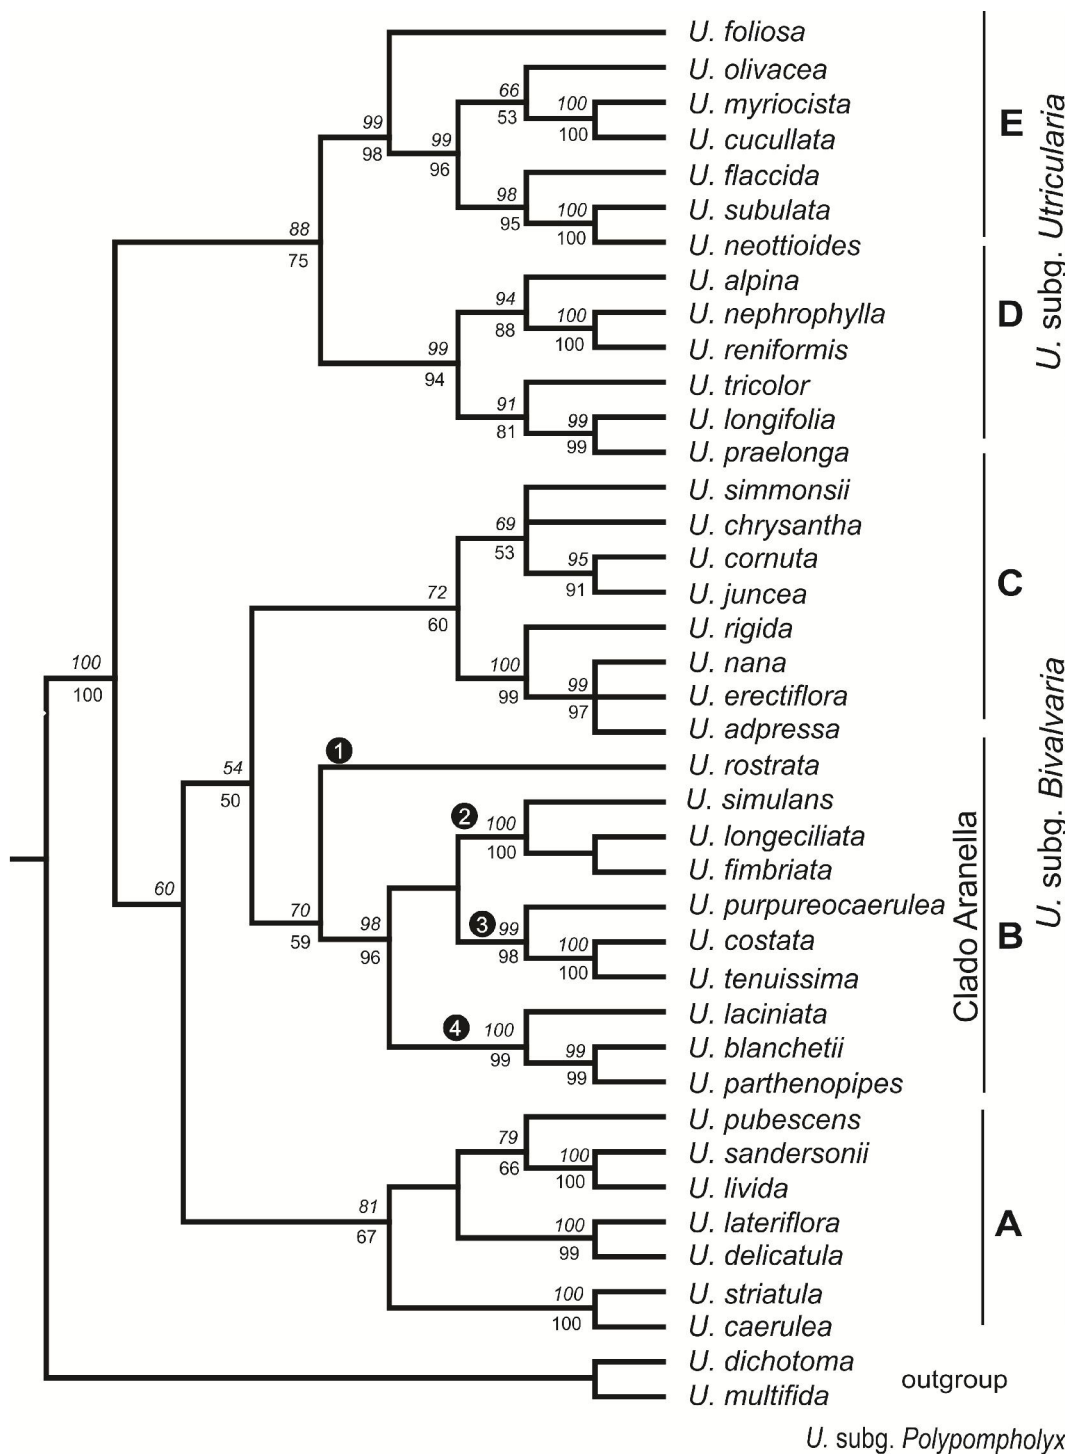 U. foliosa
U. olivacea
66
100
U. myriocista
53
99
99
100
U. cucullata
E
98
96
98
U. flaccida
95
100
U. subulata
88
100
U. neottioides
75
U. subg. Utricularia
U. alpina
94
100
U. nephrophylla
D
88
99
100
U. reniformis
94
U. tricolor
91
99
U. longifolia
81
99
U. praelonga
U. simmonsii
69
U. chrysantha
53
95
U. cornuta
72
91
U. juncea
C
60
U. rigida
100
100
99
U. nana
100
99
U. erectiflora
97
U. adpressa
54
1
U. rostrata
50
2
100
U. simulans
U. longeciliata
100
U. fimbriata
60
70
98
U. purpureocaerulea
59
96
3
99
100
U. costata
B
98
100
U. tenuissima
Clado Aranella
U. subg. Bivalvaria
4
100
U. laciniata
99
99
U. blanchetii
99
U. parthenopipes
U. pubescens
79
100
U. sandersonii
66
100
U. livida
81
100
U. lateriflora
A
67
99
U. delicatula
100
U. striatula
100
U. caerulea
U. dichotoma
outgroup
U. multifida
U. subg. Polypompholyx